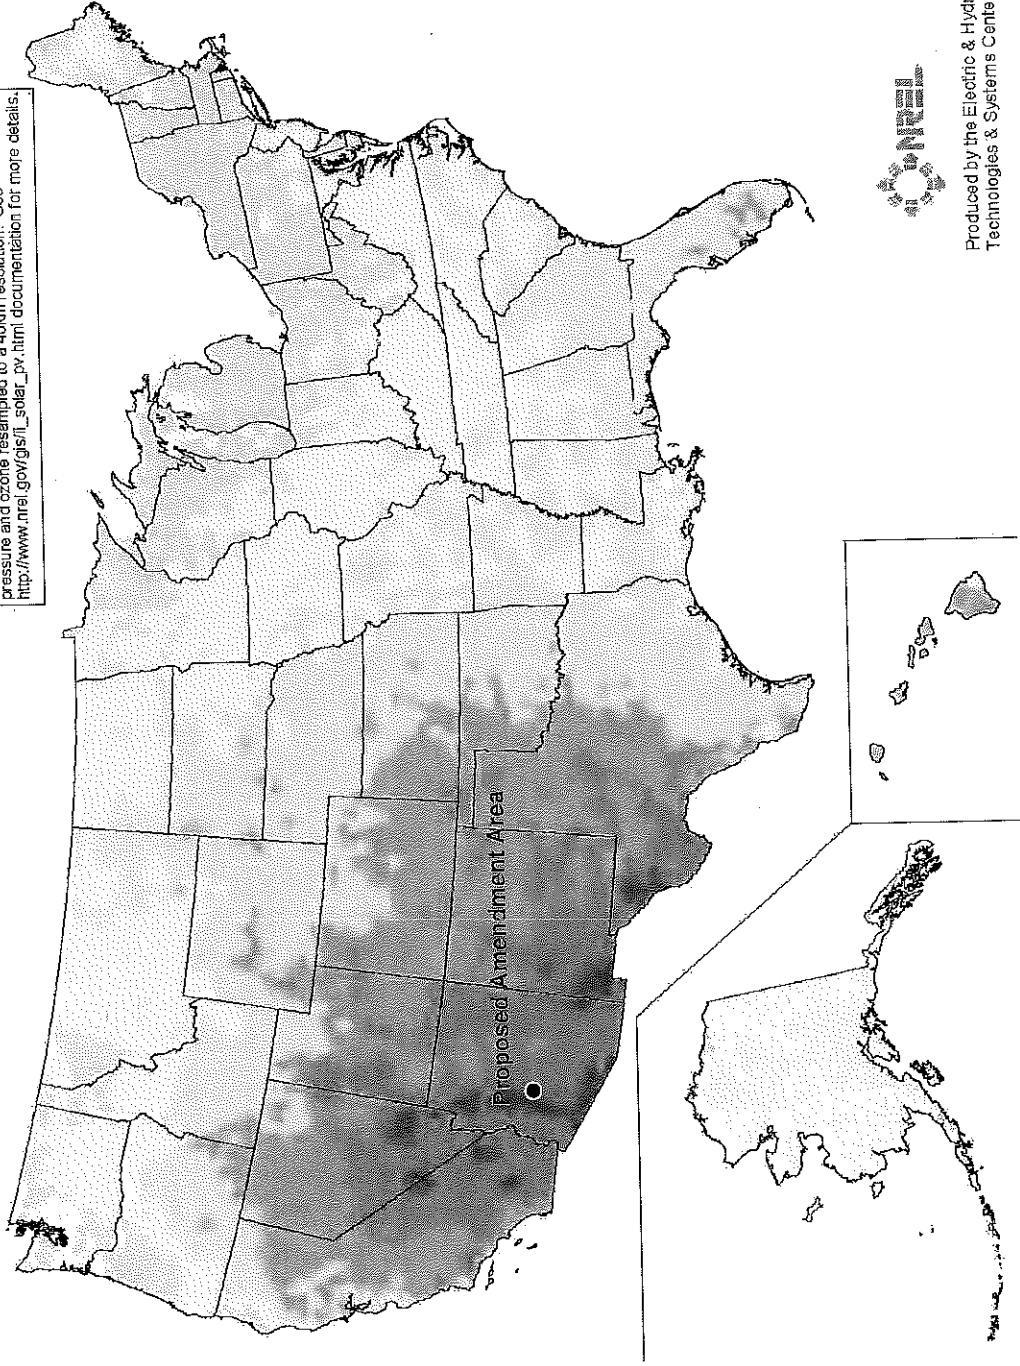 pressure and ozone resampled to a 40km resolution. See
http://www.nrel.gov/gis/il_solar_pv.html documentation for more details.
Proposed Amendment Area
NREL
Produced by the Electric & Hydr
Technologies & Systems Cente